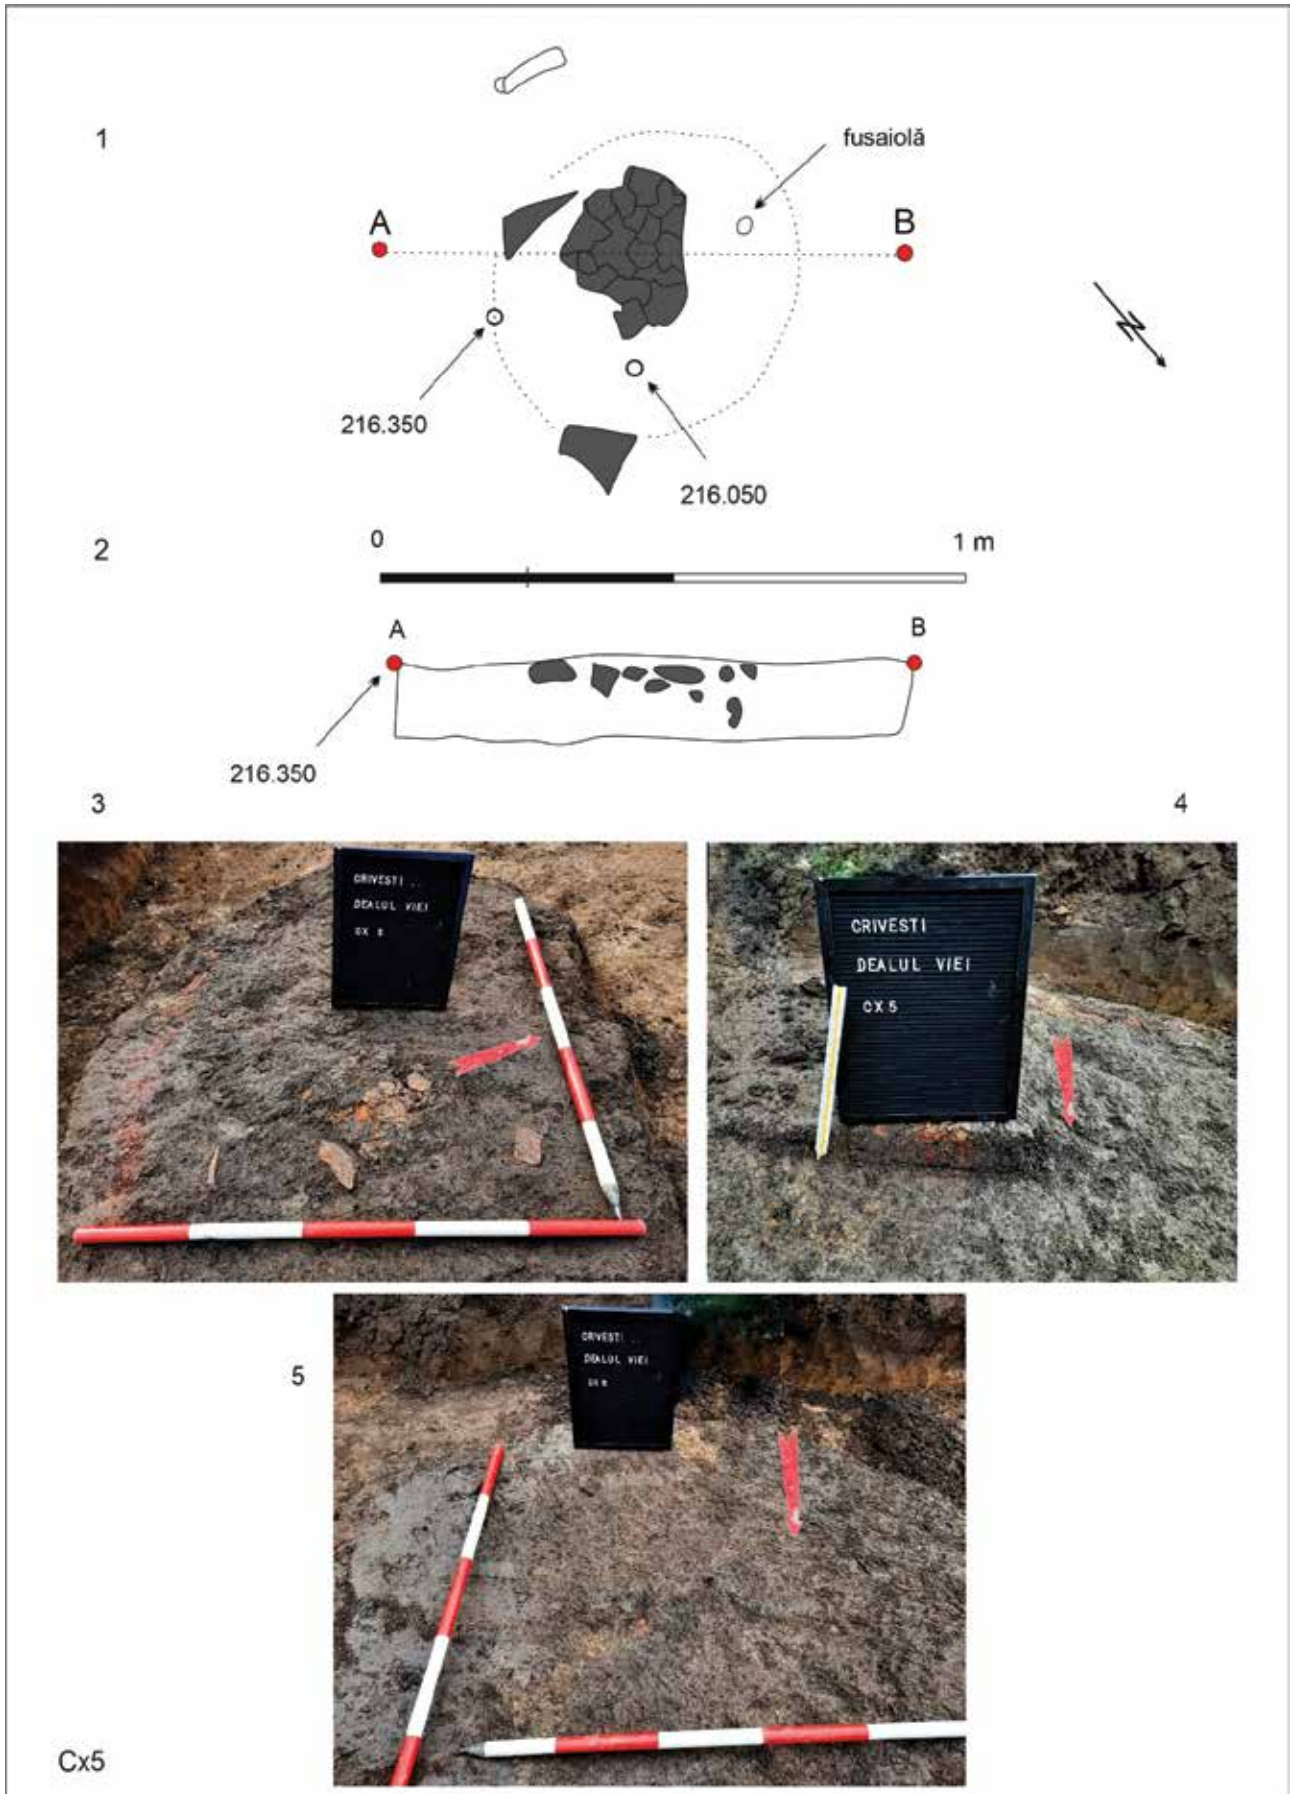 1
fusaiolă
A
B
N
216.350
216.050
2
0
1 m
A
B
216.350
3
4
CRIVESTI
DEALUL VIEI
CX 5
CRIVESTI
DEALUL VIEI
CX 5
5
CRIVESTI
DEALUL VIEI
Cx5